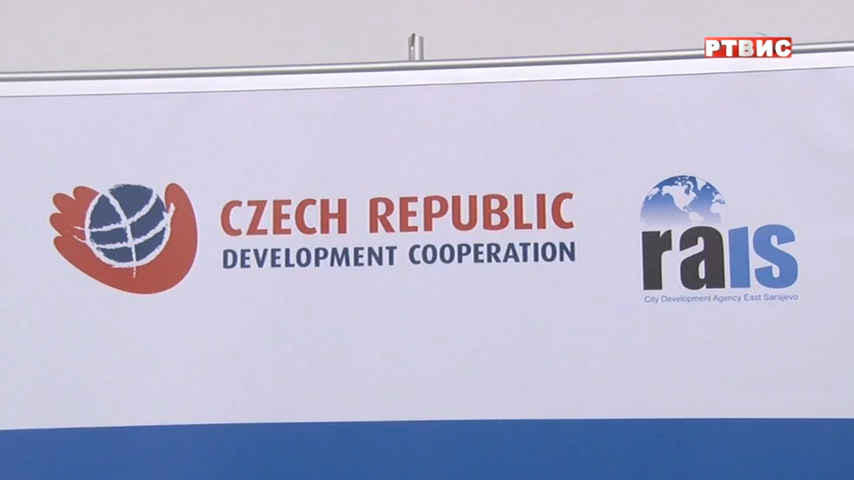 РТВИС
CZECH REPUBLIC
DEVELOPMENT COOPERATION
rais
City Development Agency East Sarajevo